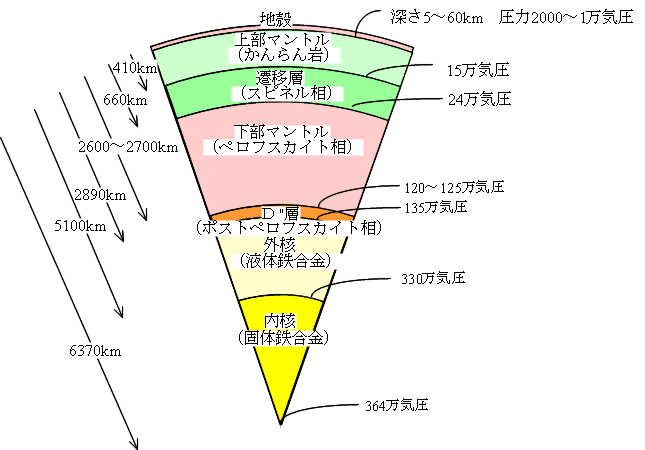 地殻
深さ5～60km　圧力2000～1万気圧
上部マントル
（かんらん岩）
410km
15万気圧
遷移層
（スピネル相）
660km
24万気圧
下部マントル
（ペロフスカイト相）
2600～2700km
120～125万気圧
2890km
135万気圧
Ｄ"層
（ポストペロフスカイト相）
5100km
外核
（液体鉄合金）
330万気圧
内核
（固体鉄合金）
6370km
364万気圧